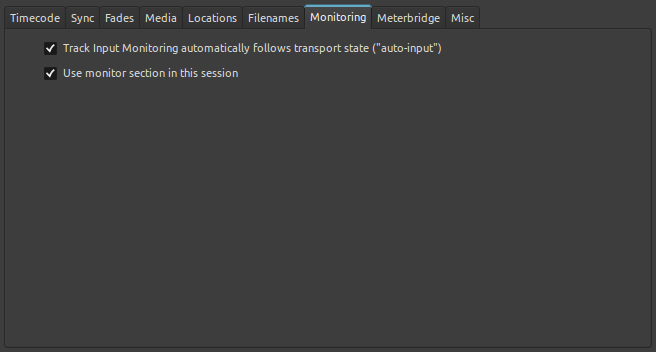 Timecode Sync Fades Media Locations Filenames Monitoring Meterbridge Misc
Track Input Monitoring automatically follows transport state ("auto-input")
Use monitor section in this session